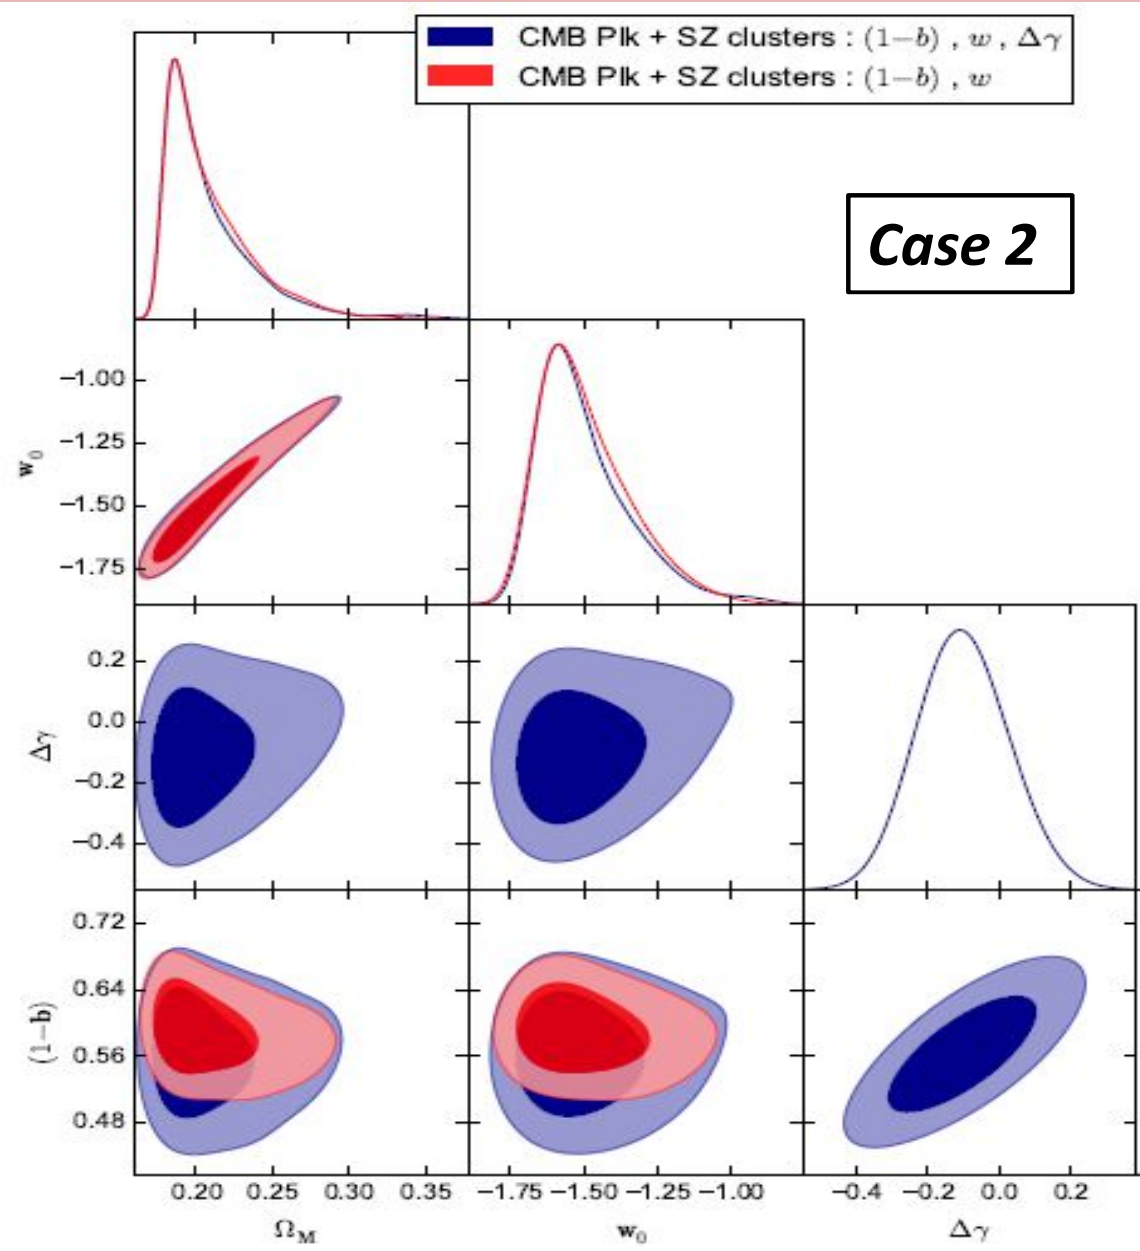 CMB Plk + SZ clusters : (1−b) , w , Δγ
CMB Plk + SZ clusters : (1−b) , w
Case 2
−1.00
−1.25
−1.50
−1.75
w₀
0.2
0.0
−0.2
−0.4
Δγ
0.72
0.64
0.56
0.48
(1−b)
0.20 0.25 0.30 0.35 −1.75 −1.50 −1.25 −1.00 −0.4 −0.2 0.0 0.2
Ω_M w₀ Δγ